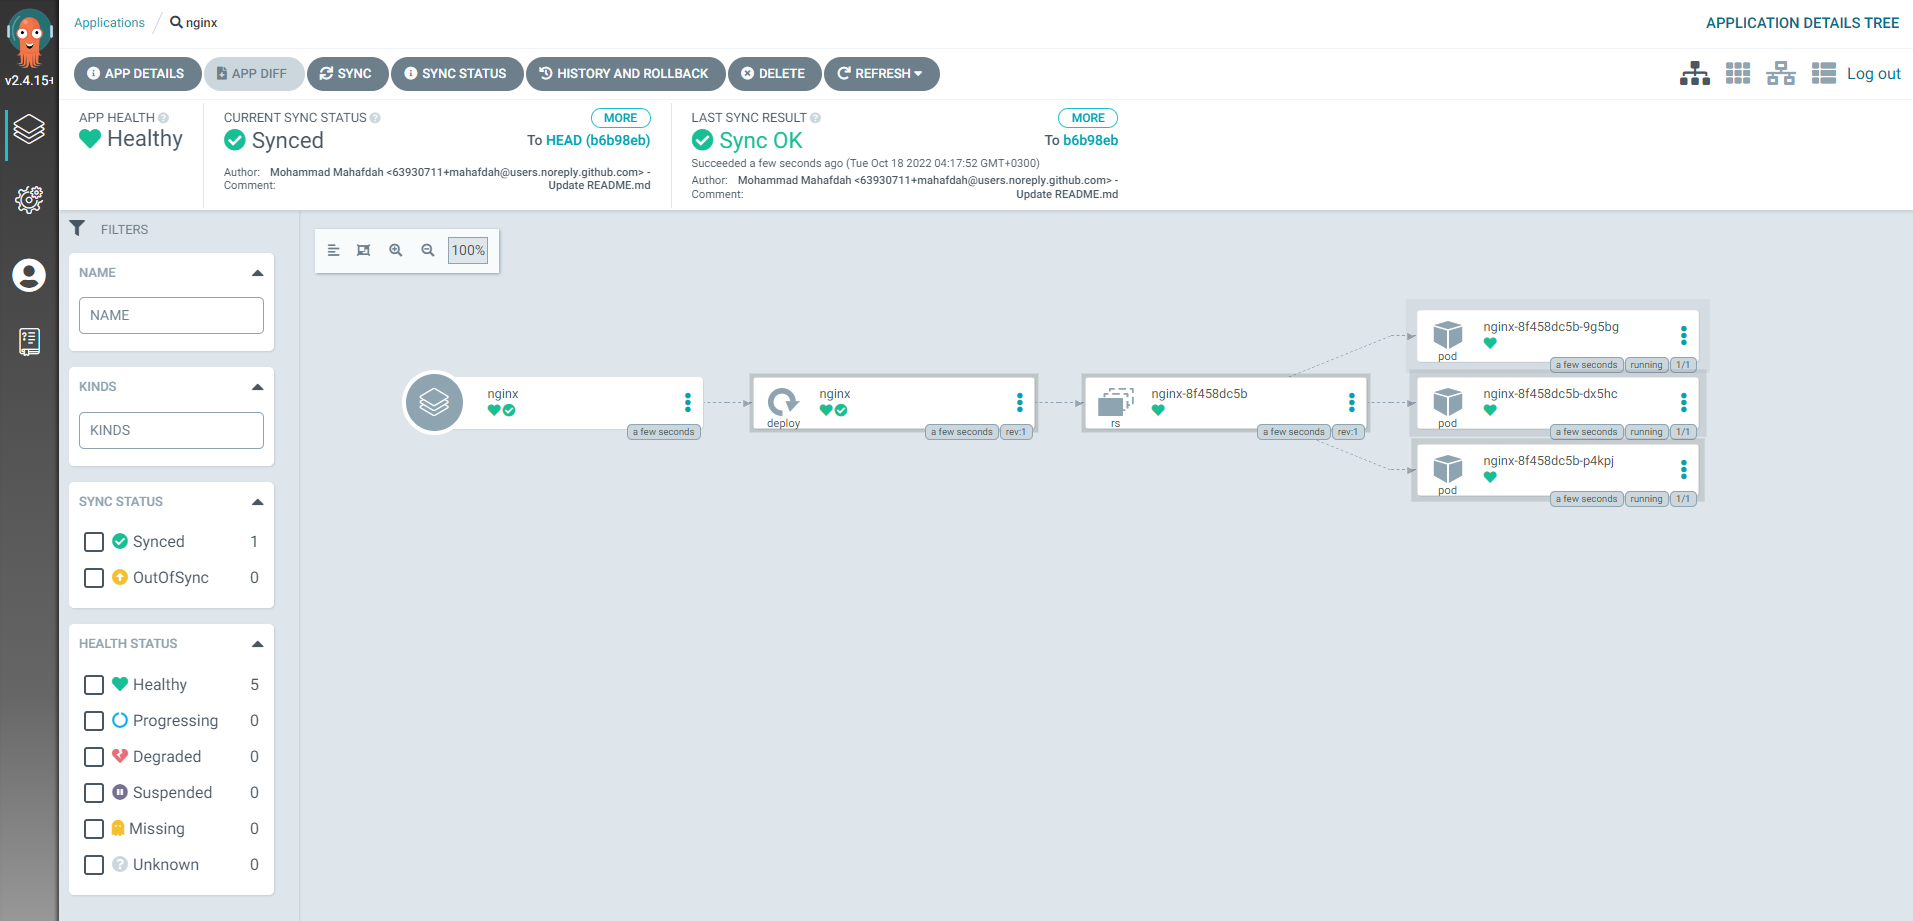 Applications / nginx
APPLICATION DETAILS TREE
v2.4.15+
APP DETAILS
APP DIFF
SYNC
SYNC STATUS
HISTORY AND ROLLBACK
DELETE
REFRESH
Log out
APP HEALTH
Healthy
CURRENT SYNC STATUS
MORE
Synced
To HEAD (b6b98eb)
Author: Mohammad Mahafdah <63930711+mahafdah@users.noreply.github.com> -
Comment: Update README.md
LAST SYNC RESULT
MORE
Sync OK
To b6b98eb
Succeeded a few seconds ago (Tue Oct 18 2022 04:17:52 GMT+0300)
Author: Mohammad Mahafdah <63930711+mahafdah@users.noreply.github.com> -
Comment: Update README.md
FILTERS
NAME
NAME
KINDS
KINDS
SYNC STATUS
Synced 1
OutOfSync 0
HEALTH STATUS
Healthy 5
Progressing 0
Degraded 0
Suspended 0
Missing 0
Unknown 0
100%
nginx
a few seconds
deploy
nginx
a few seconds rev:1
rs
nginx-8f458dc5b
a few seconds rev:1
pod
nginx-8f458dc5b-9g5bg
a few seconds running 1/1
pod
nginx-8f458dc5b-dx5hc
a few seconds running 1/1
pod
nginx-8f458dc5b-p4kpj
a few seconds running 1/1